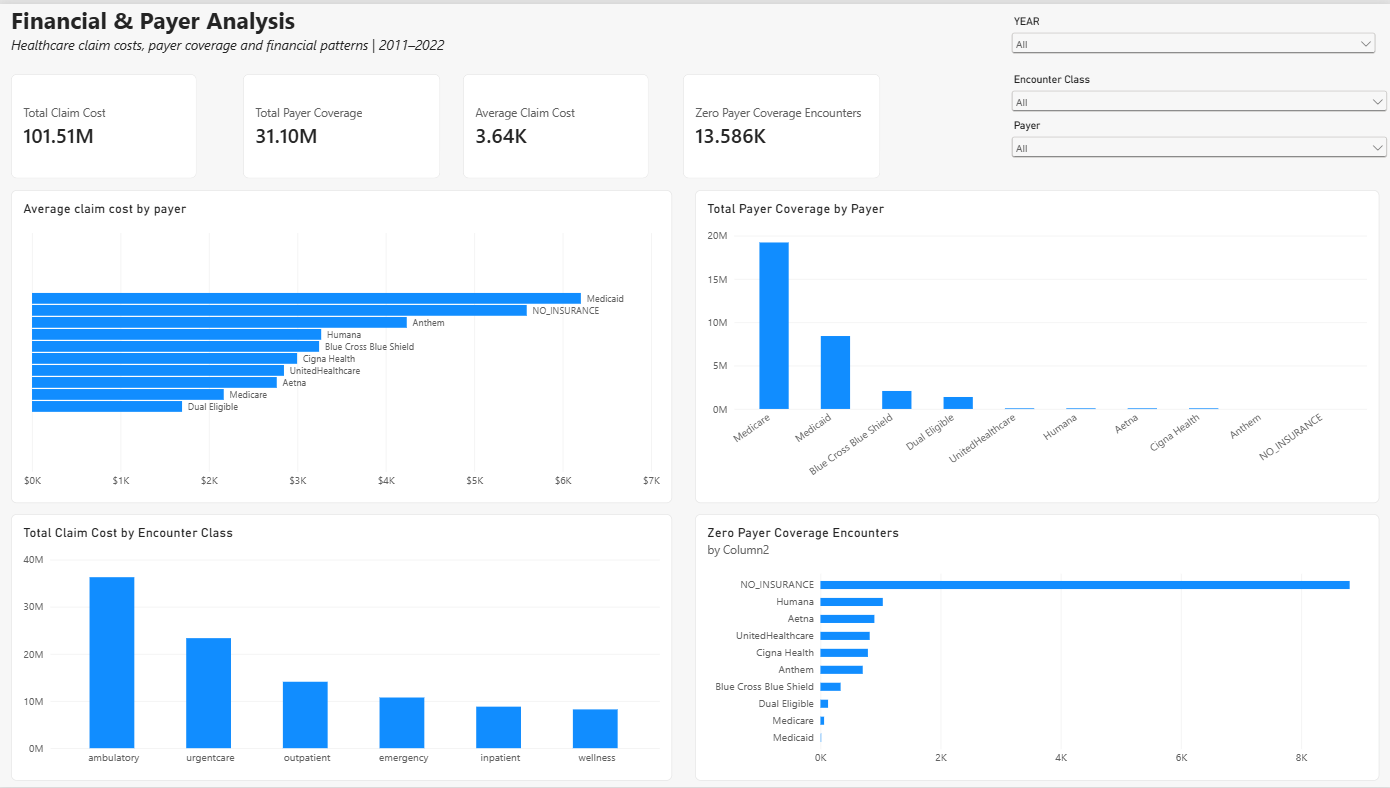 Financial & Payer Analysis
Healthcare claim costs, payer coverage and financial patterns | 2011–2022
YEAR
All
Encounter Class
All
Payer
All
Total Claim Cost
101.51M
Total Payer Coverage
31.10M
Average Claim Cost
3.64K
Zero Payer Coverage Encounters
13.586K
Average claim cost by payer
Medicaid
NO_INSURANCE
Anthem
Humana
Blue Cross Blue Shield
Cigna Health
UnitedHealthcare
Aetna
Medicare
Dual Eligible
$0K $1K $2K $3K $4K $5K $6K $7K
Total Payer Coverage by Payer
20M
15M
10M
5M
0M
Medicare Medicaid Blue Cross Blue Shield Dual Eligible UnitedHealthcare Humana Aetna Cigna Health Anthem NO_INSURANCE
Total Claim Cost by Encounter Class
40M
30M
20M
10M
0M
ambulatory urgentcare outpatient emergency inpatient wellness
Zero Payer Coverage Encounters
by Column2
NO_INSURANCE
Humana
Aetna
UnitedHealthcare
Cigna Health
Anthem
Blue Cross Blue Shield
Dual Eligible
Medicare
Medicaid
0K 2K 4K 6K 8K